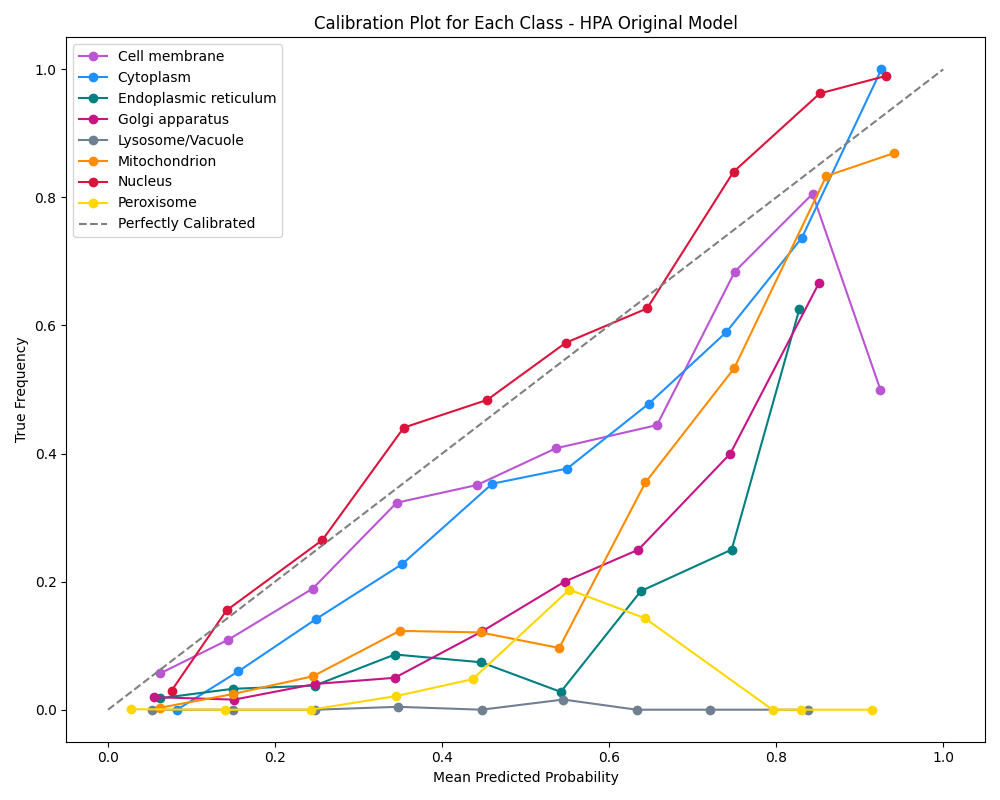 Calibration Plot for Each Class - HPA Original Model
Cell membrane
Cytoplasm
Endoplasmic reticulum
Golgi apparatus
Lysosome/Vacuole
Mitochondrion
Nucleus
Peroxisome
Perfectly Calibrated
True Frequency
1.0
0.8
0.6
0.4
0.2
0.0
0.0 0.2 0.4 0.6 0.8 1.0
Mean Predicted Probability